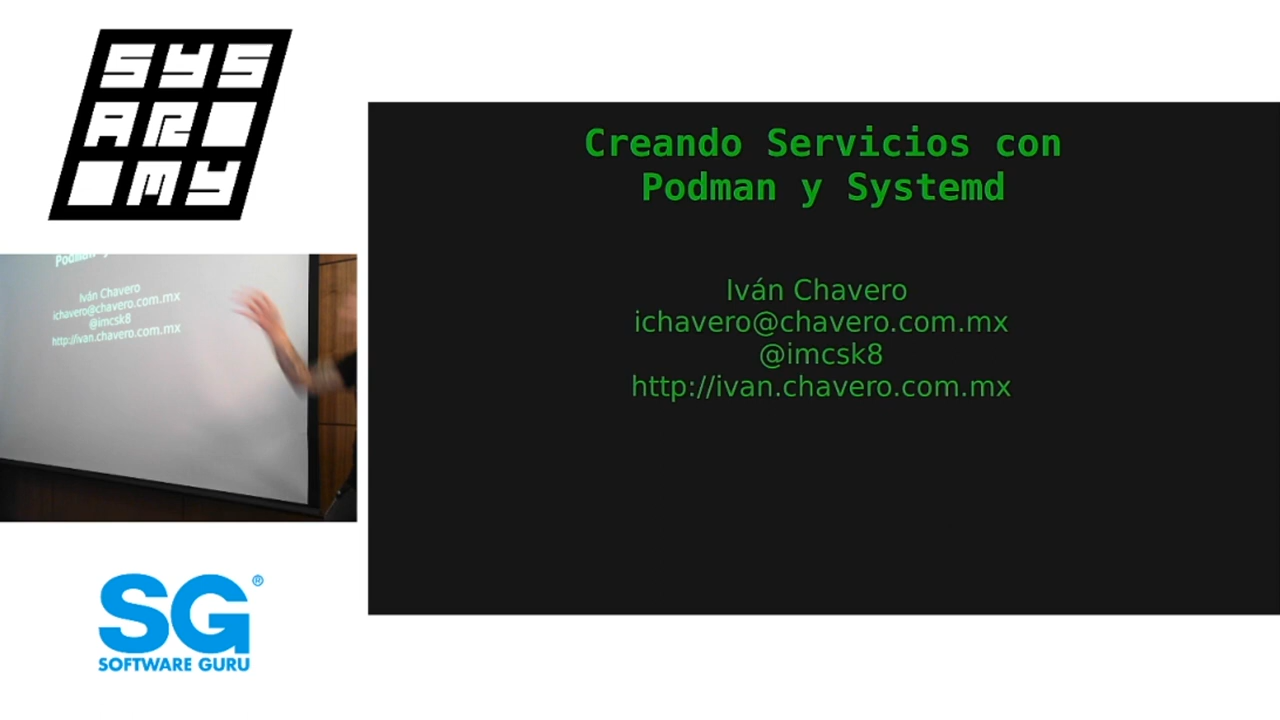 SYS
AR
MY
Creando Servicios con
Podman y Systemd
Iván Chavero
ichavero@chavero.com.mx
@imcsk8
http://ivan.chavero.com.mx
Iván Chavero
ichavero@chavero.com.mx
@imcsk8
http://ivan.chavero.com.mx
SG®
SOFTWARE GURU